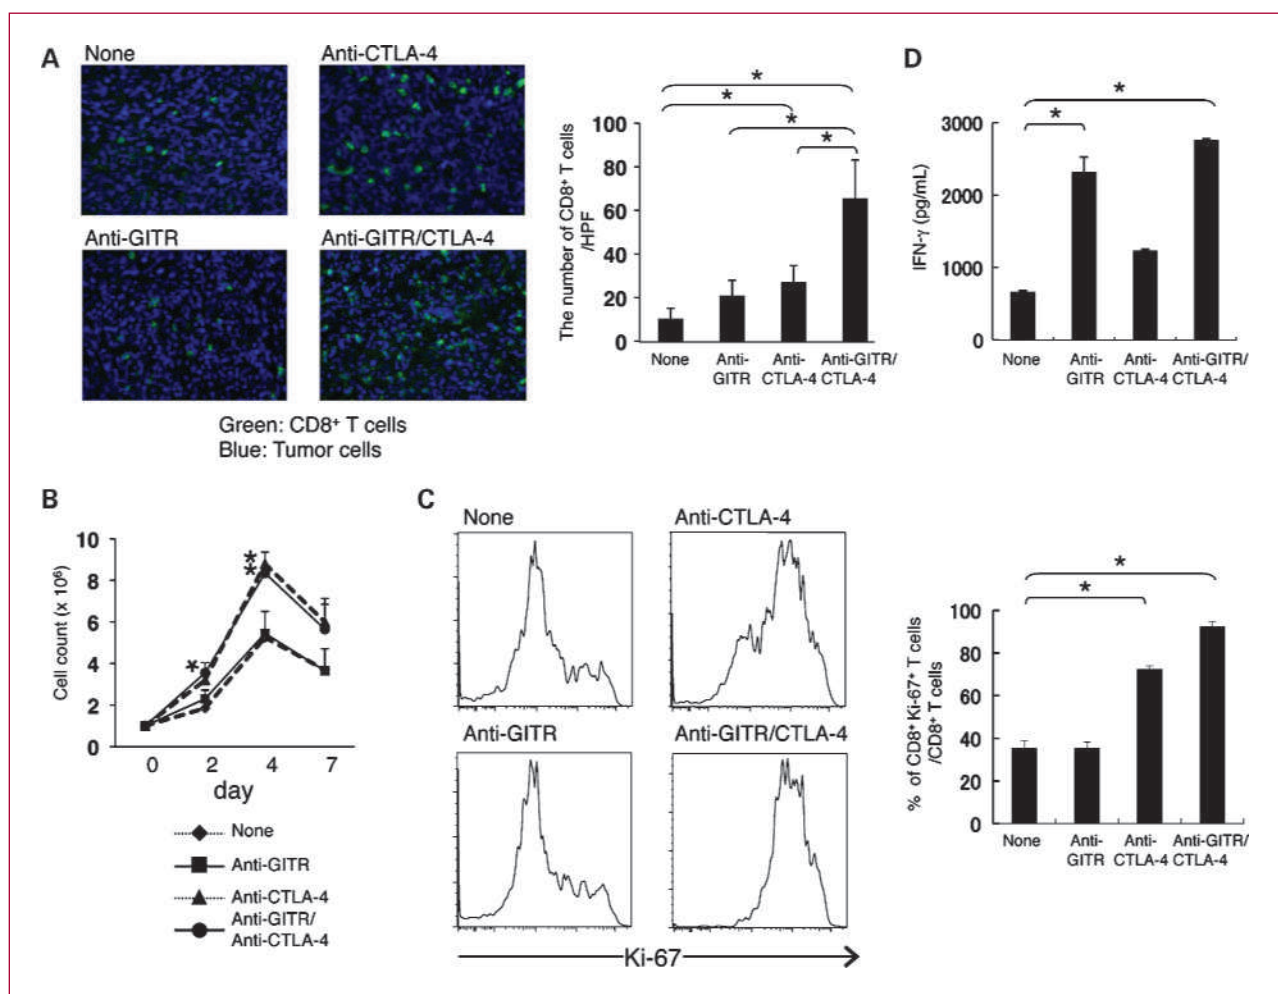 A
None
Anti-CTLA-4
Anti-GITR
Anti-GITR/CTLA-4
Green: CD8⁺ T cells
Blue: Tumor cells
The number of CD8⁺ T cells
/HPF
*
*
*
*
100
80
60
40
20
0
None
Anti-
GITR
Anti-
CTLA-4
Anti-GITR/
CTLA-4
D
IFN-γ (pg/mL)
*
*
3000
2000
1000
0
None
Anti-
GITR
Anti-
CTLA-4
Anti-GITR/
CTLA-4
B
Cell count (x 10⁶)
10
8
6
4
2
0
*
*
*
0 2 4 7
day
None
Anti-GITR
Anti-CTLA-4
Anti-GITR/
Anti-CTLA-4
C
None
Anti-CTLA-4
Anti-GITR
Anti-GITR/CTLA-4
Ki-67
% of CD8⁺ Ki-67⁺ T cells
/CD8⁺ T cells
*
*
100
80
60
40
20
0
None
Anti-
GITR
Anti-
CTLA-4
Anti-GITR/
CTLA-4